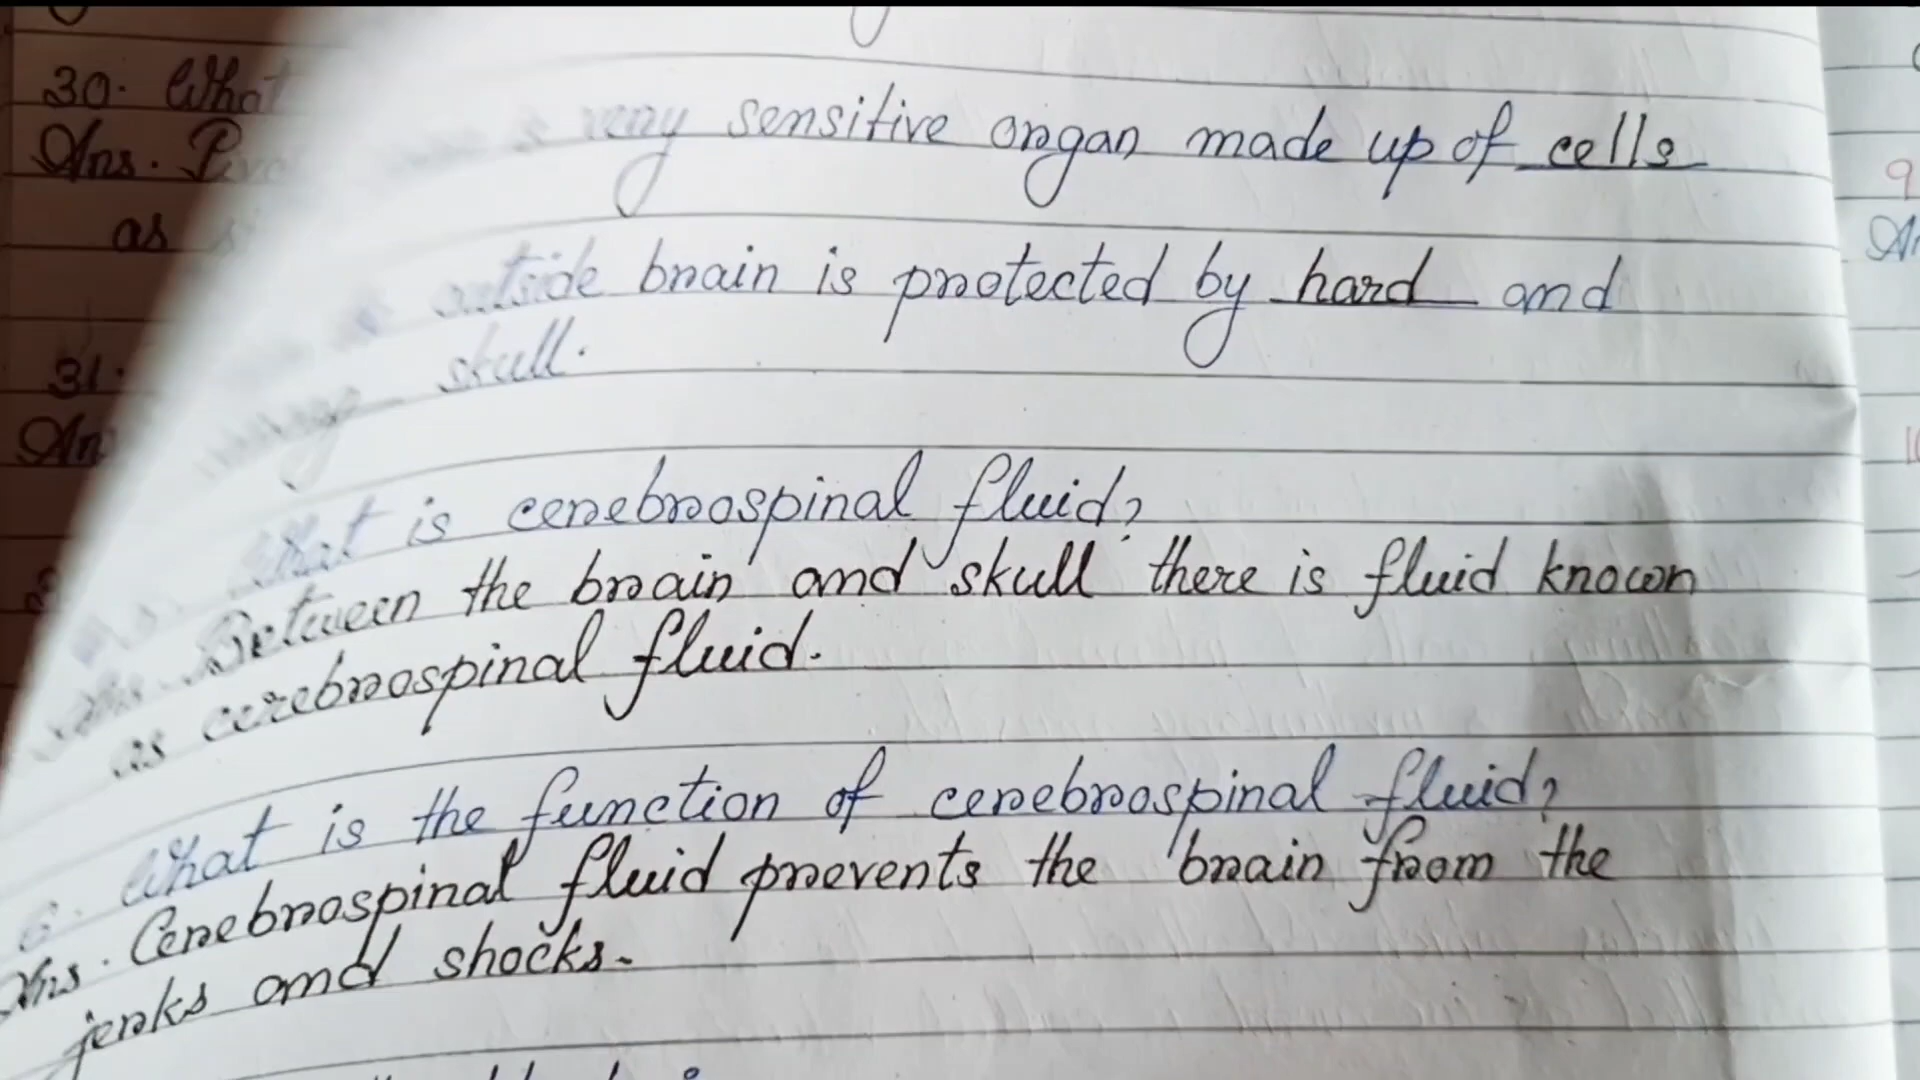 very sensitive organ made up of cells
outside brain is protected by hard and
skull.
What is cerebrospinal fluid?
Ans. Between the brain and skull there is fluid known
as cerebrospinal fluid.
6. What is the function of cerebrospinal fluid?
Ans. Cerebrospinal fluid prevents the brain from the
jerks and shocks.
30. What
Ans.
as
31.